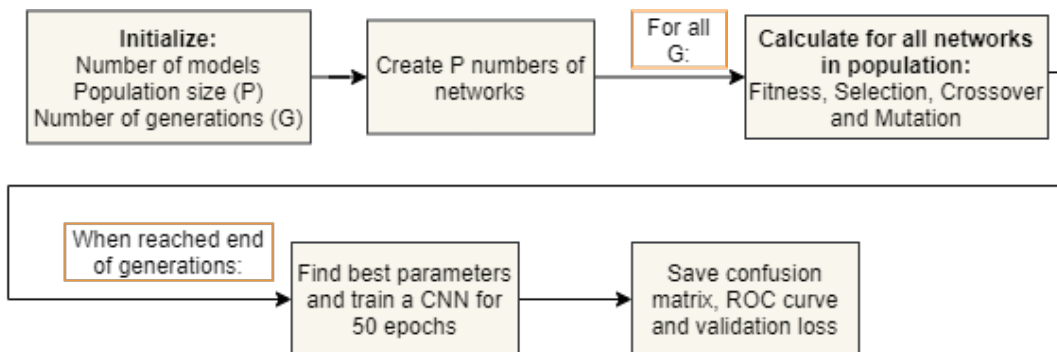 Initialize:
Number of models
Population size (P)
Number of generations (G)
Create P numbers of
networks
For all
G:
Calculate for all networks
in population:
Fitness, Selection, Crossover
and Mutation
When reached end
of generations:
Find best parameters
and train a CNN for
50 epochs
Save confusion
matrix, ROC curve
and validation loss